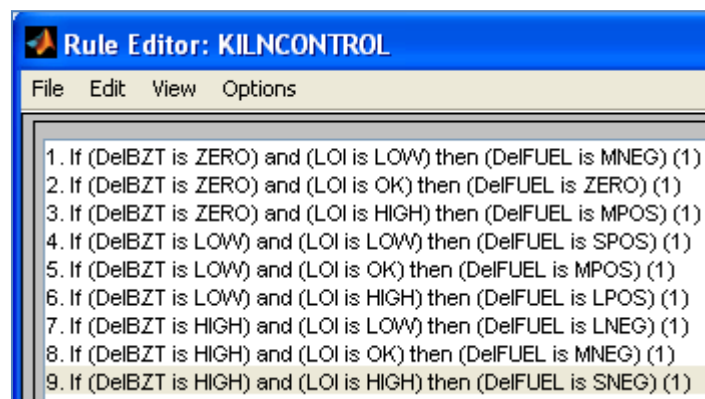 Rule Editor: KILNCONTROL
File Edit View Options
1. If (DelBZT is ZERO) and (LOI is LOW) then (DelFUEL is MNEG) (1)
2. If (DelBZT is ZERO) and (LOI is OK) then (DelFUEL is ZERO) (1)
3. If (DelBZT is ZERO) and (LOI is HIGH) then (DelFUEL is MPOS) (1)
4. If (DelBZT is LOW) and (LOI is LOW) then (DelFUEL is SPOS) (1)
5. If (DelBZT is LOW) and (LOI is OK) then (DelFUEL is MPOS) (1)
6. If (DelBZT is LOW) and (LOI is HIGH) then (DelFUEL is LPOS) (1)
7. If (DelBZT is HIGH) and (LOI is LOW) then (DelFUEL is LNEG) (1)
8. If (DelBZT is HIGH) and (LOI is OK) then (DelFUEL is MNEG) (1)
9. If (DelBZT is HIGH) and (LOI is HIGH) then (DelFUEL is SNEG) (1)